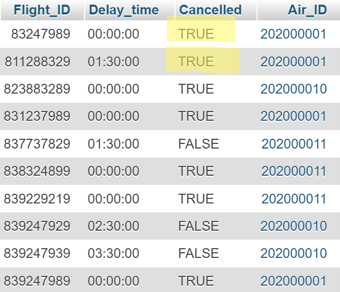 Flight_ID Delay_time Cancelled Air_ID
83247989 00:00:00 TRUE 202000001
811288329 01:30:00 TRUE 202000001
823883289 00:00:00 TRUE 202000010
831237989 00:00:00 TRUE 202000001
837737829 01:30:00 FALSE 202000011
838324899 00:00:00 TRUE 202000011
839229219 00:00:00 TRUE 202000011
839247929 02:30:00 FALSE 202000010
839247939 03:30:00 FALSE 202000010
839247989 00:00:00 TRUE 202000001